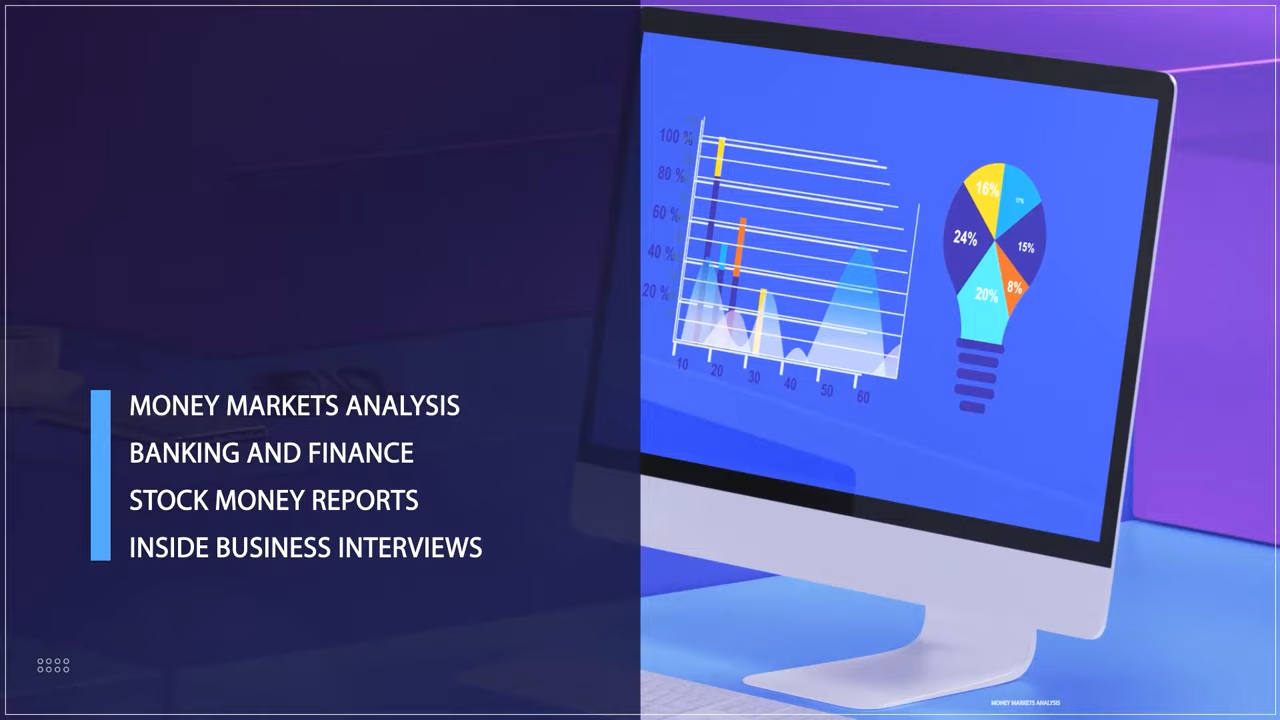 MONEY MARKETS ANALYSIS
BANKING AND FINANCE
STOCK MONEY REPORTS
INSIDE BUSINESS INTERVIEWS
100 %
80 %
60 %
40 %
20 %
10 20 30 40 50 60
16%
17%
24%
15%
20%
8%
MONEY MARKETS ANALYSIS